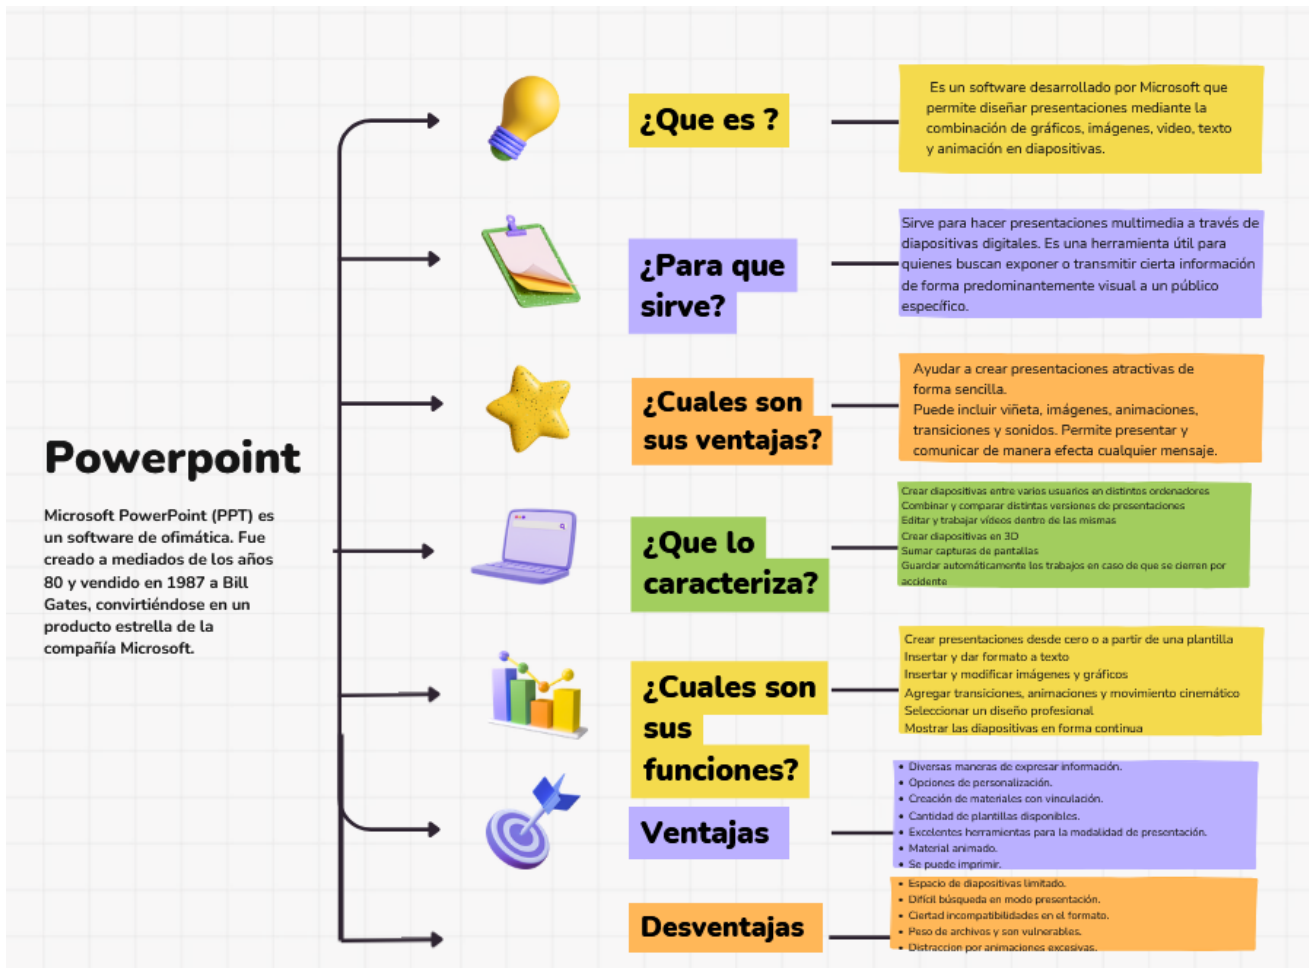 Powerpoint
Microsoft PowerPoint (PPT) es
un software de ofimática. Fue
creado a mediados de los años
80 y vendido en 1987 a Bill
Gates, convirtiéndose en un
producto estrella de la
compañía Microsoft.
¿Que es ?
Es un software desarrollado por Microsoft que
permite diseñar presentaciones mediante la
combinación de gráficos, imágenes, video, texto
y animación en diapositivas.
¿Para que
sirve?
Sirve para hacer presentaciones multimedia a través de
diapositivas digitales. Es una herramienta útil para
quienes buscan exponer o transmitir cierta información
de forma predominantemente visual a un público
específico.
¿Cuales son
sus ventajas?
Ayudar a crear presentaciones atractivas de
forma sencilla.
Puede incluir viñeta, imágenes, animaciones,
transiciones y sonidos. Permite presentar y
comunicar de manera efecta cualquier mensaje.
¿Que lo
caracteriza?
Crear diapositivas entre varios usuarios en distintos ordenadores
Combinar y comparar distintas versiones de presentaciones
Editar y trabajar vídeos dentro de las mismas
Crear diapositivas en 3D
Sumar capturas de pantallas
Guardar automáticamente los trabajos en caso de que se cierren por
accidente
¿Cuales son
sus
funciones?
Crear presentaciones desde cero o a partir de una plantilla
Insertar y dar formato a texto
Insertar y modificar imágenes y gráficos
Agregar transiciones, animaciones y movimiento cinemático
Seleccionar un diseño profesional
Mostrar las diapositivas en forma continua
Ventajas
• Diversas maneras de expresar información.
• Opciones de personalización.
• Creación de materiales con vinculación.
• Cantidad de plantillas disponibles.
• Excelentes herramientas para la modalidad de presentación.
• Material animado.
• Se puede imprimir.
Desventajas
• Espacio de diapositivas limitado.
• Difícil búsqueda en modo presentación.
• Ciertad incompatibilidades en el formato.
• Peso de archivos y son vulnerables.
• Distraccion por animaciones excesivas.